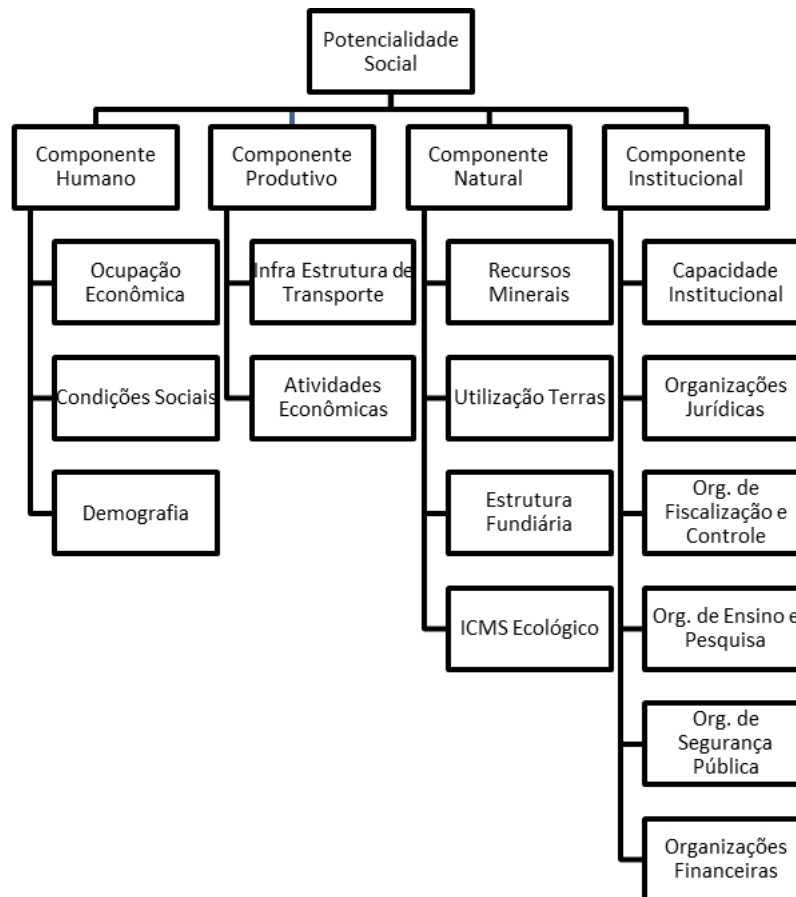 Potencialidade
Social
Componente
Humano
Componente
Produtivo
Componente
Natural
Componente
Institucional
Ocupação
Econômica
Condições Sociais
Demografia
Infra Estrutura de
Transporte
Atividades
Econômicas
Recursos
Minerais
Utilização Terras
Estrutura
Fundiária
ICMS Ecológico
Capacidade
Institucional
Organizações
Jurídicas
Org. de
Fiscalização e
Controle
Org. de Ensino e
Pesquisa
Org. de
Segurança
Pública
Organizações
Financeiras